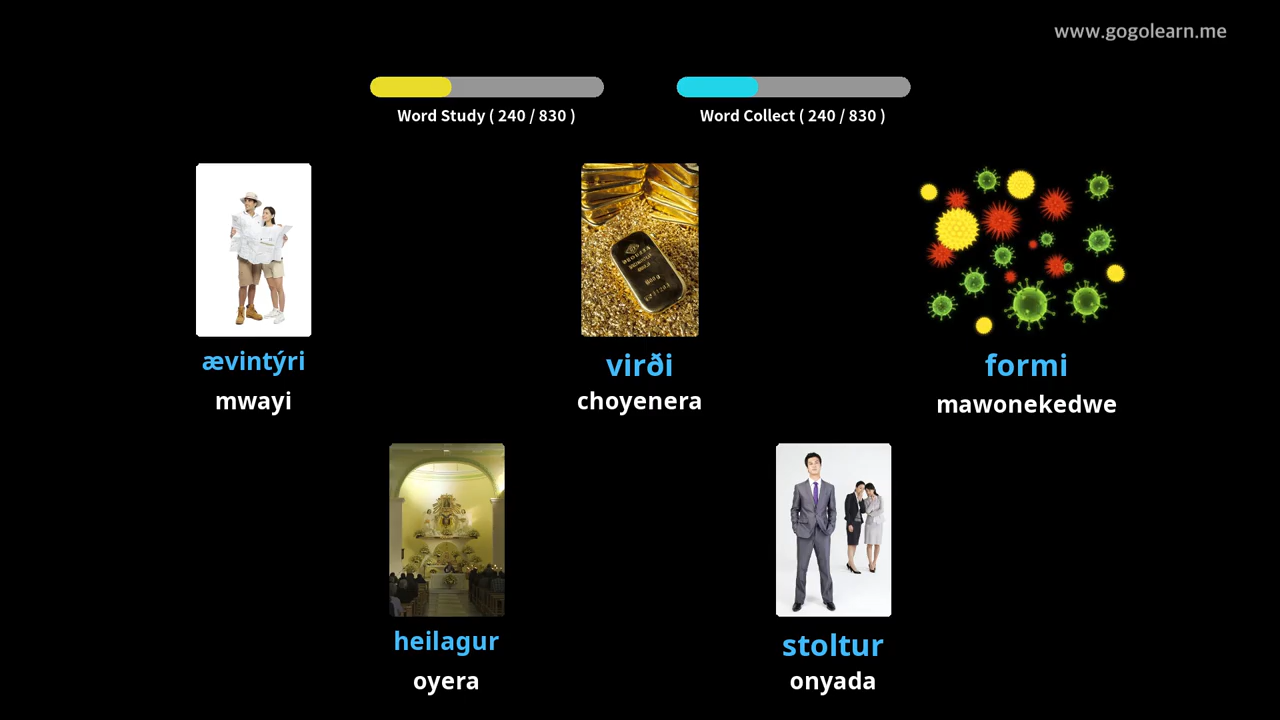 www.gogolearn.me
Word Study ( 240 / 830 )
Word Collect ( 240 / 830 )
ævintýri
virði
formi
mwayi
choyenera
mawonekedwe
heilagur
stoltur
oyera
onyada